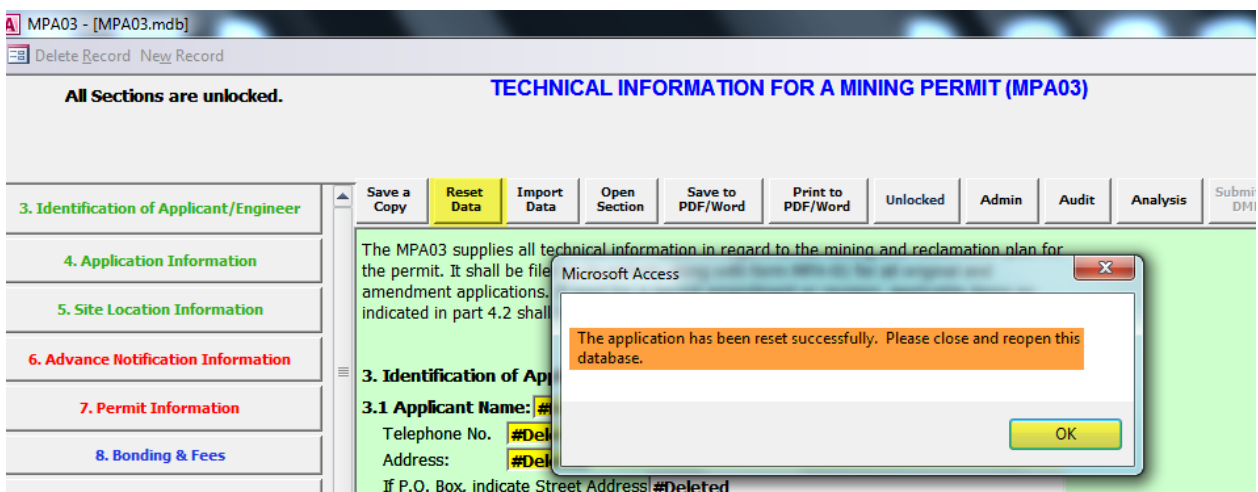 MPA03 - [MPA03.mdb]
Delete Record New Record
All Sections are unlocked.
TECHNICAL INFORMATION FOR A MINING PERMIT (MPA03)
3. Identification of Applicant/Engineer
4. Application Information
5. Site Location Information
6. Advance Notification Information
7. Permit Information
8. Bonding & Fees
Save a Copy
Reset Data
Import Data
Open Section
Save to PDF/Word
Print to PDF/Word
Unlocked
Admin
Audit
Analysis
The MPA03 supplies all technical information in regard to the mining and reclamation plan for
the permit. It shall be file
amendment applications.
indicated in part 4.2 shall
3. Identification of App
3.1 Applicant Name: #
Telephone No. #Del
Address: #Del
If P.O. Box, indicate Street Address #Deleted
Microsoft Access
The application has been reset successfully. Please close and reopen this
database.
OK